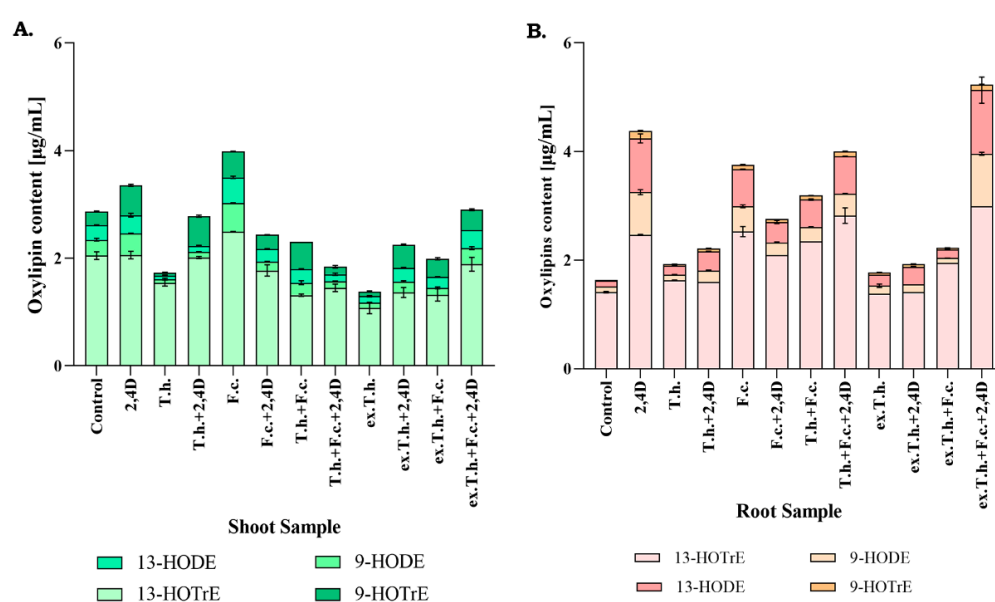 A.
Oxylipin content [µg/mL]
6
4
2
0
Control
2,4D
T.h.
T.h.+2,4D
F.c.
F.c.+2,4D
T.h.+F.c.
T.h.+F.c.+2,4D
ex.T.h.
ex.T.h.+2,4D
ex.T.h.+F.c.
ex.T.h.+F.c.+2,4D
Shoot Sample
13-HODE
9-HODE
13-HOTrE
9-HOTrE
B.
Oxylipins content [µg/mL]
6
4
2
0
Control
2,4D
T.h.
T.h.+2,4D
F.c.
F.c.+2,4D
T.h.+F.c.
T.h.+F.c.+2,4D
ex.T.h.
ex.T.h.+2,4D
ex.T.h.+F.c.
ex.T.h.+F.c.+2,4D
Root Sample
13-HOTrE
9-HODE
13-HODE
9-HOTrE